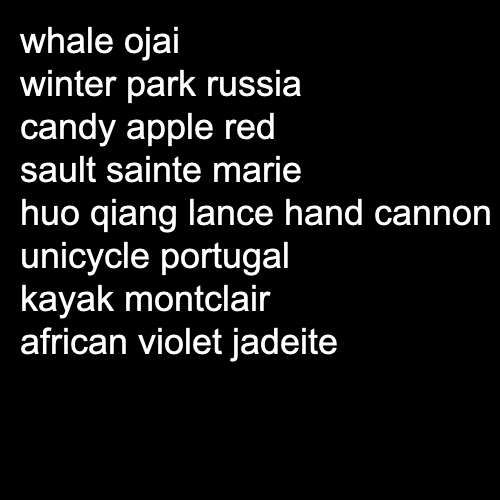 whale ojai
winter park russia
candy apple red
sault sainte marie
huo qiang lance hand cannon
unicycle portugal
kayak montclair
african violet jadeite